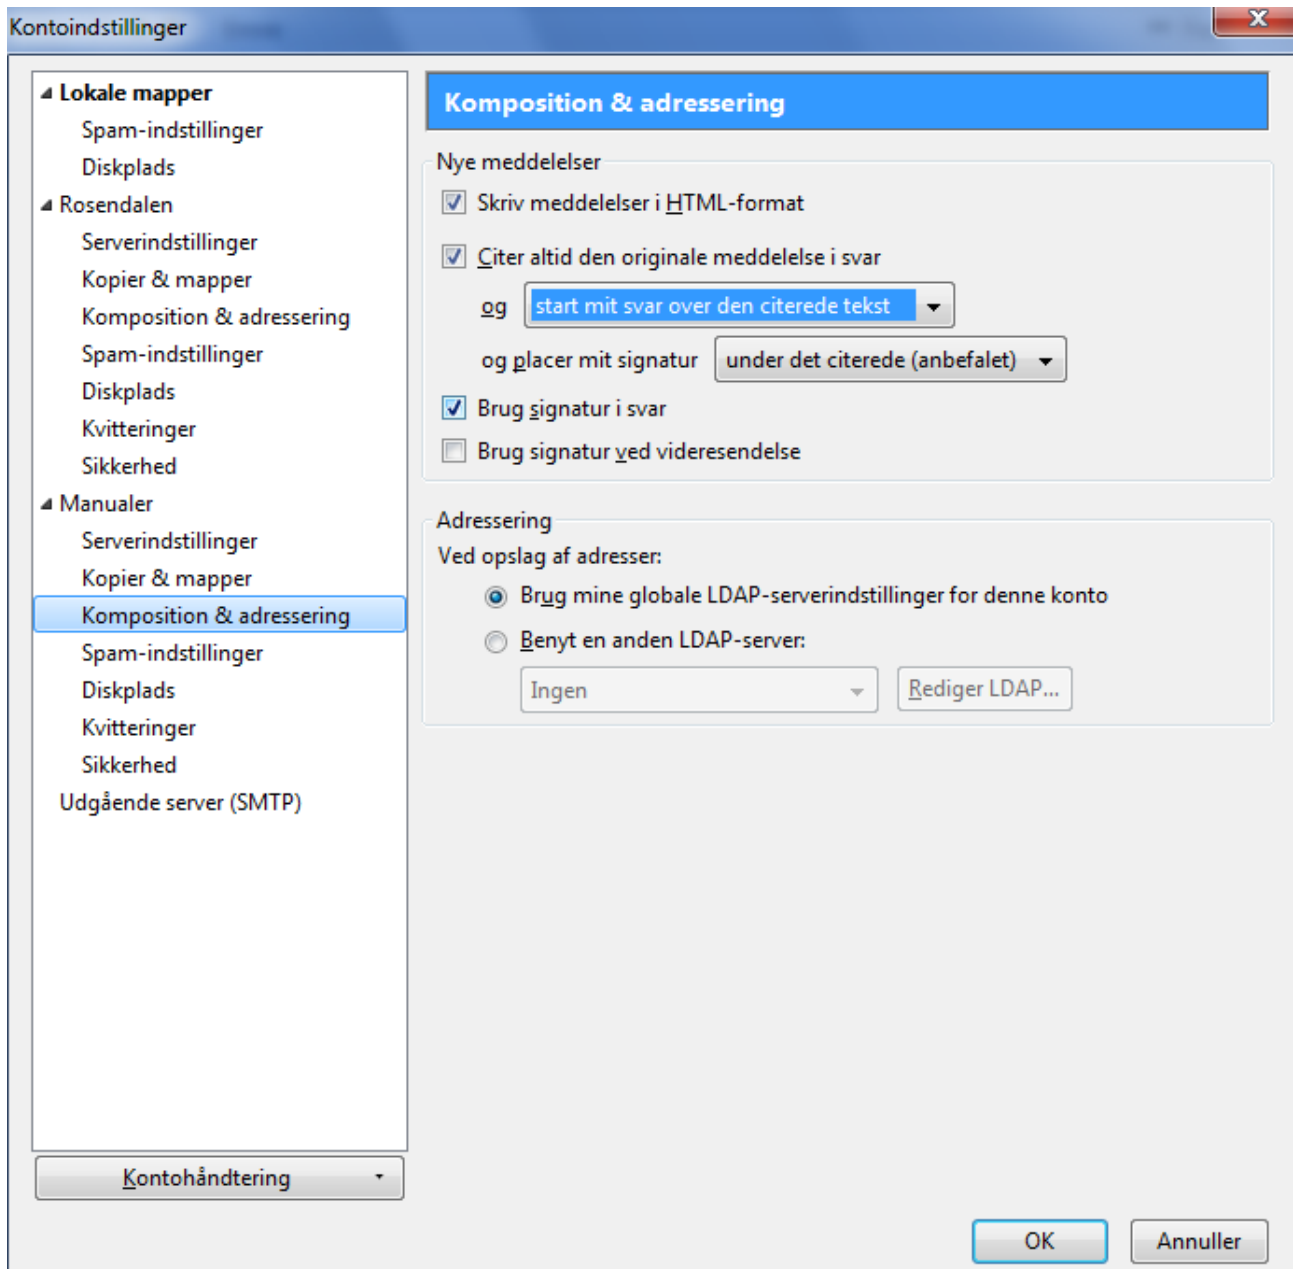 Kontoindstillinger
Lokale mapper
Spam-indstillinger
Diskplads
Rosendalen
Serverindstillinger
Kopier & mapper
Komposition & adressering
Spam-indstillinger
Diskplads
Kvitteringer
Sikkerhed
Manualer
Serverindstillinger
Kopier & mapper
Komposition & adressering
Spam-indstillinger
Diskplads
Kvitteringer
Sikkerhed
Udgående server (SMTP)
Kontohåndtering
Komposition & adressering
Nye meddelelser
Skriv meddelelser i HTML-format
Citer altid den originale meddelelse i svar
og start mit svar over den citerede tekst
og placer mit signatur under det citerede (anbefalet)
Brug signatur i svar
Brug signatur ved videresendelse
Adressering
Ved opslag af adresser:
Brug mine globale LDAP-serverindstillinger for denne konto
Benyt en anden LDAP-server:
Ingen Rediger LDAP...
OK Annuller